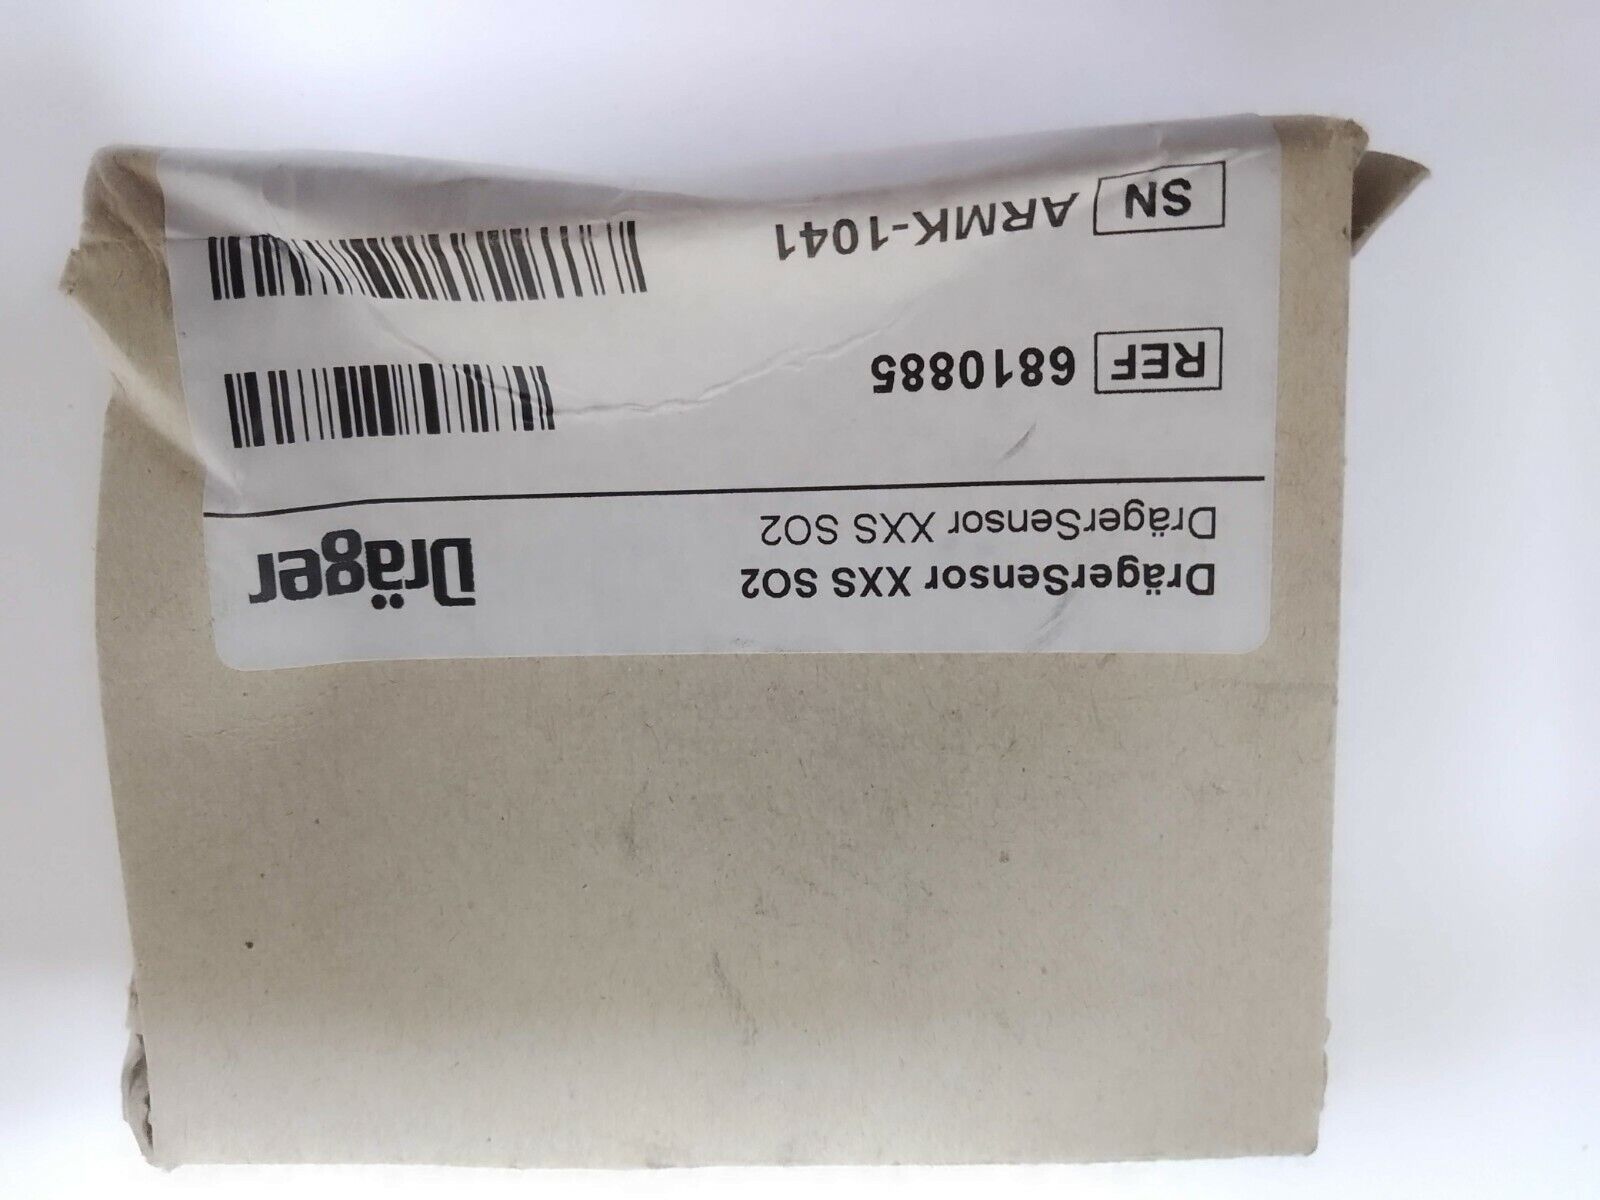 DrägerSensor XXS SO2
DrägerSensor XXS SO2
Dräger
REF 6810885
SN ARMK-1041